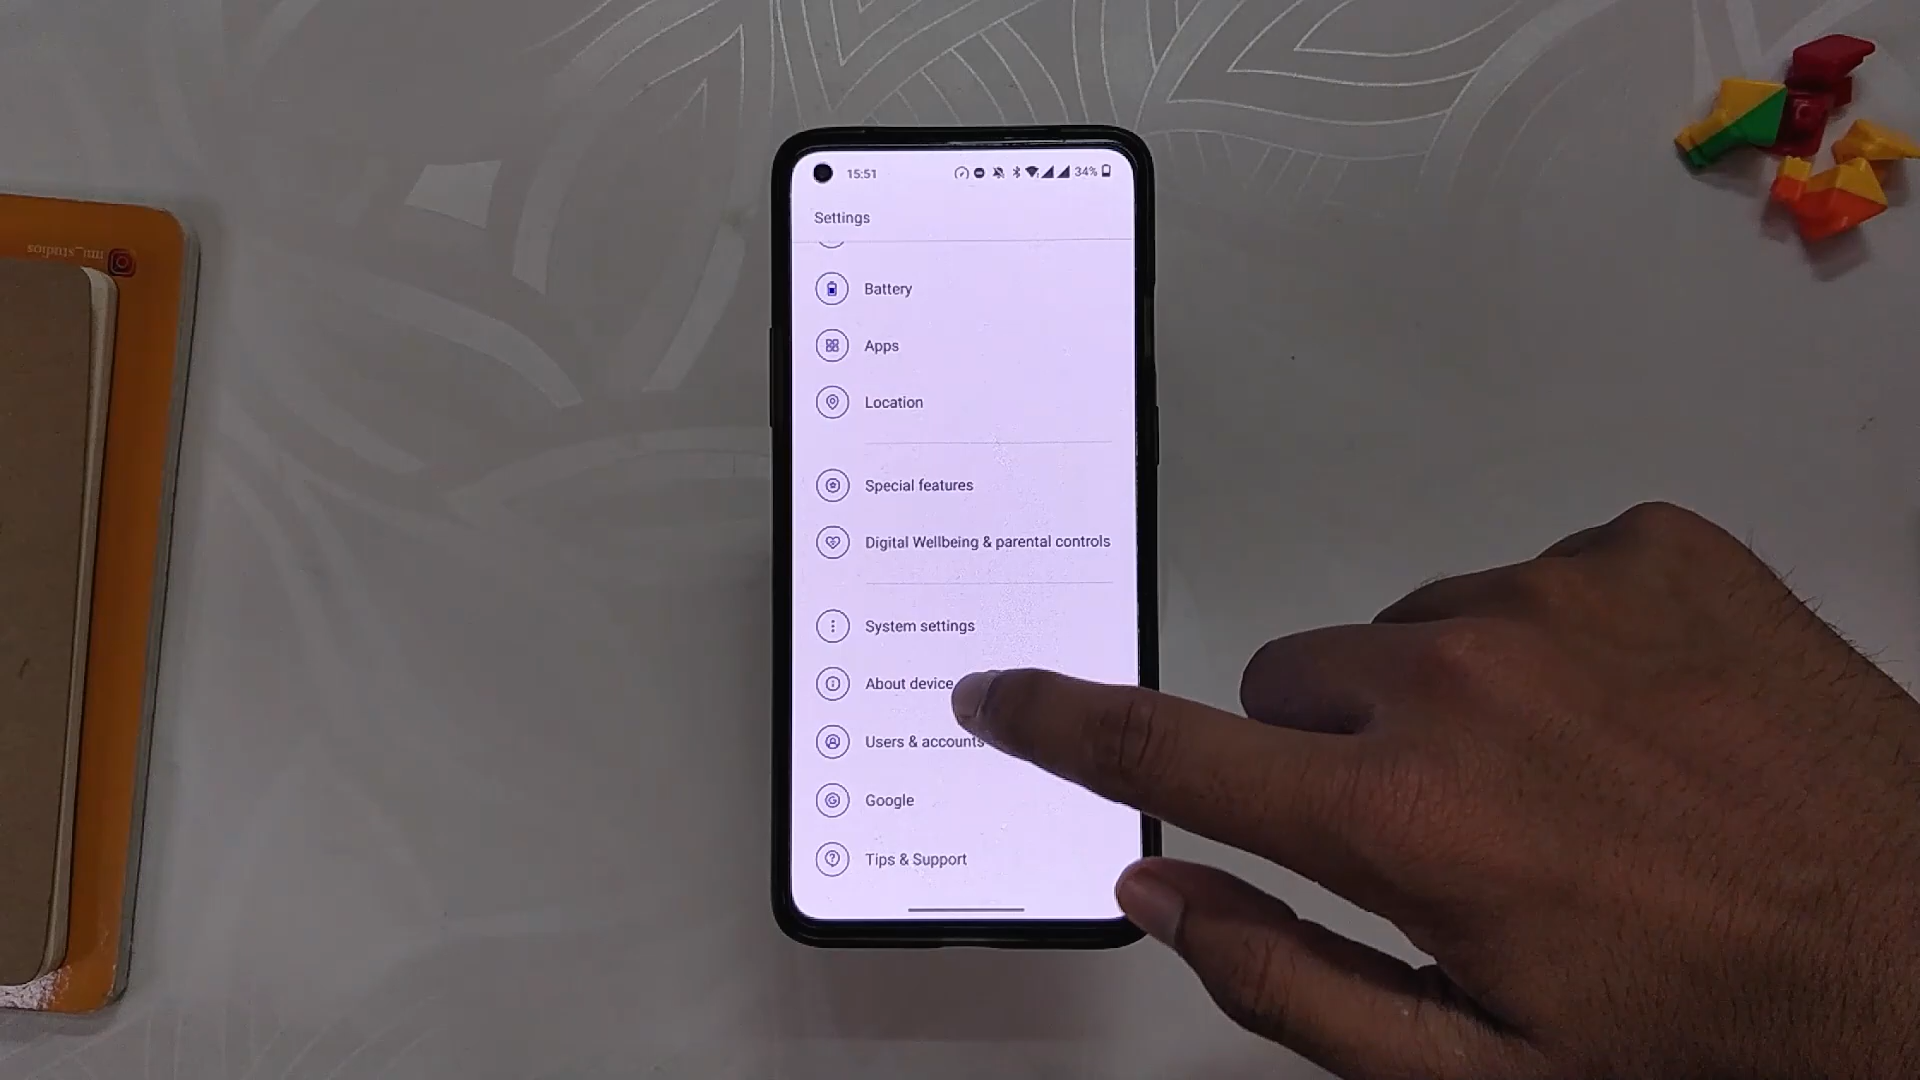 15:51
34%
Settings
Battery
Apps
Location
Special features
Digital Wellbeing & parental controls
System settings
About device
Users & accounts
Google
Tips & Support
mu_studios